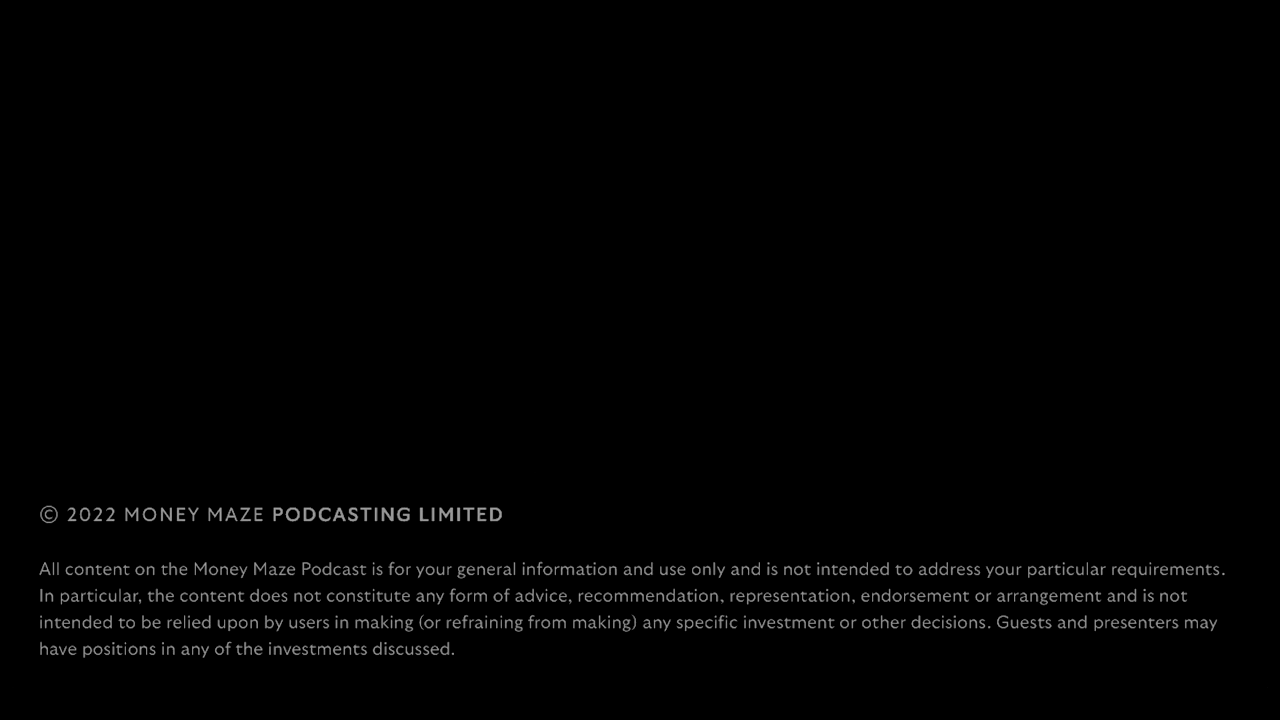 © 2022 MONEY MAZE PODCASTING LIMITED
All content on the Money Maze Podcast is for your general information and use only and is not intended to address your particular requirements.
In particular, the content does not constitute any form of advice, recommendation, representation, endorsement or arrangement and is not
intended to be relied upon by users in making (or refraining from making) any specific investment or other decisions. Guests and presenters may
have positions in any of the investments discussed.